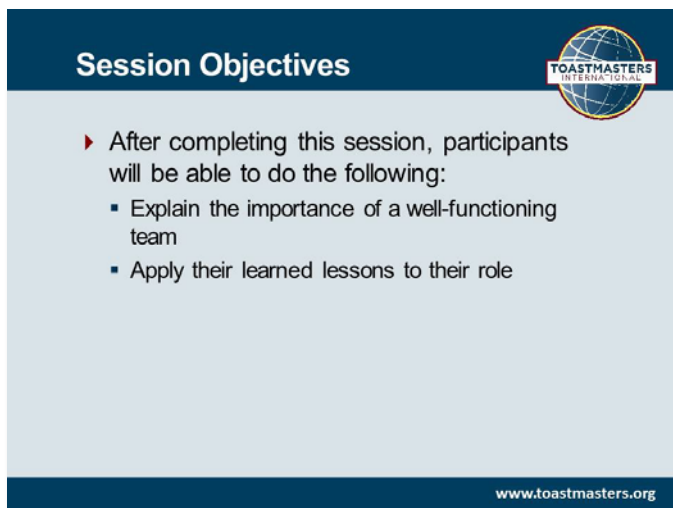 Session Objectives
TOASTMASTERS
INTERNATIONAL
After completing this session, participants
will be able to do the following:
Explain the importance of a well-functioning
team
Apply their learned lessons to their role
www.toastmasters.org